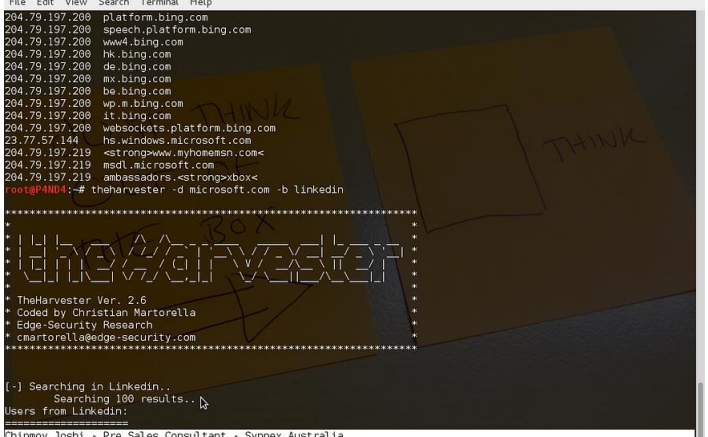 File Edit View Search Terminal Help
204.79.197.200 platform.bing.com
204.79.197.200 speech.platform.bing.com
204.79.197.200 www4.bing.com
204.79.197.200 hk.bing.com
204.79.197.200 de.bing.com
204.79.197.200 mx.bing.com
204.79.197.200 be.bing.com
204.79.197.200 wp.m.bing.com
204.79.197.200 it.bing.com
204.79.197.200 websockets.platform.bing.com
23.77.57.144 hs.windows.microsoft.com
204.79.197.219 <strong>www.myhomemsn.com<
204.79.197.219 msdl.microsoft.com
204.79.197.219 ambassadors.<strong>xbox<
root@P4ND4:~# theharvester -d microsoft.com -b linkedin
*******************************************************************
theHarvester
* TheHarvester Ver. 2.6 *
* Coded by Christian Martorella *
* Edge-Security Research *
* cmartorella@edge-security.com *
*******************************************************************
[-] Searching in Linkedin..
Searching 100 results..
Users from Linkedin:
====================
Chinmoy Joshi - Pre Sales Consultant - Synnex Australia
THINK
BOX
THINK